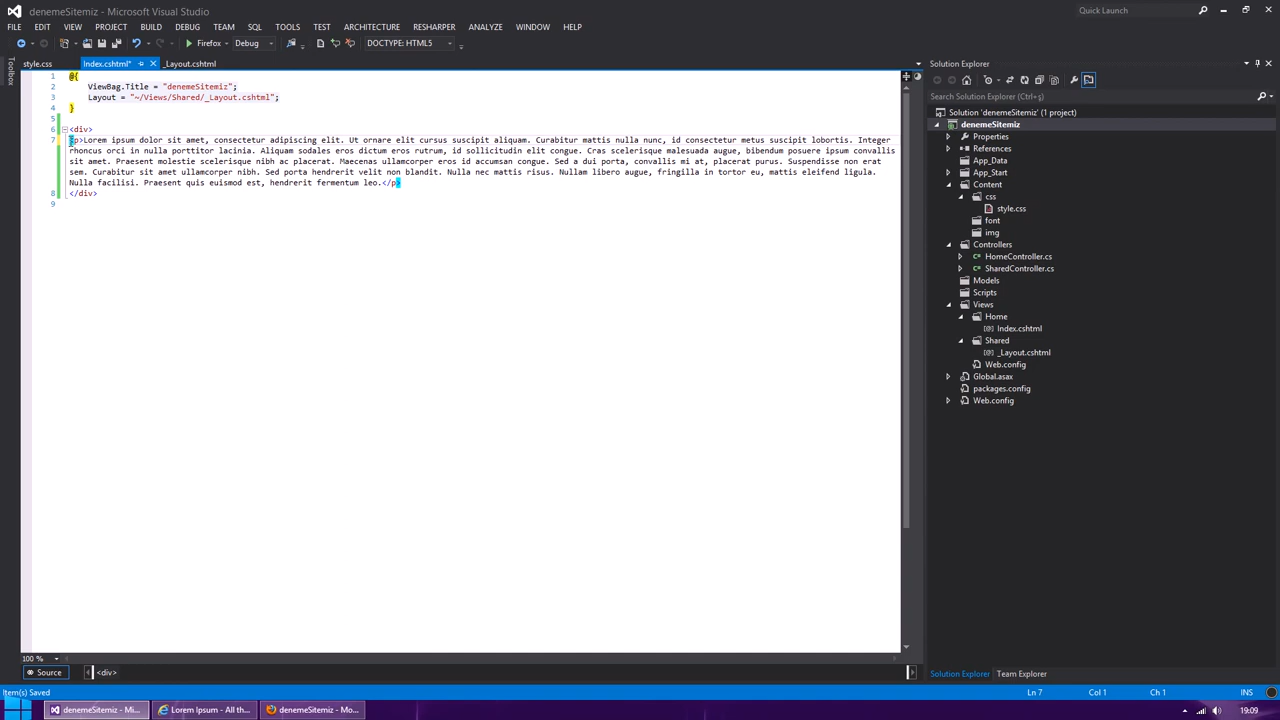 denemeSitemiz - Microsoft Visual Studio
Quick Launch
FILE EDIT VIEW PROJECT BUILD DEBUG TEAM SQL TOOLS TEST ARCHITECTURE RESHARPER ANALYZE WINDOW HELP
Firefox Debug DOCTYPE: HTML5
Toolbox
style.css Index.cshtml* _Layout.cshtml
1 @{
2 ViewBag.Title = "denemeSitemiz";
3 Layout = "~/Views/Shared/_Layout.cshtml";
4 }
5
6 <div>
7 <p>Lorem ipsum dolor sit amet, consectetur adipiscing elit. Ut ornare elit cursus suscipit aliquam. Curabitur mattis nulla nunc, id consectetur metus suscipit lobortis. Integer
rhoncus orci in nulla porttitor lacinia. Aliquam sodales eros dictum eros rutrum, id sollicitudin elit congue. Cras scelerisque malesuada augue, bibendum posuere ipsum convallis
sit amet. Praesent molestie scelerisque nibh ac placerat. Maecenas ullamcorper eros id accumsan congue. Sed a dui porta, convallis mi at, placerat purus. Suspendisse non erat
sem. Curabitur sit amet ullamcorper nibh. Sed porta hendrerit velit non blandit. Nulla nec mattis risus. Nullam libero augue, fringilla in tortor eu, mattis eleifend ligula.
Nulla facilisi. Praesent quis euismod est, hendrerit fermentum leo.</p>
8 </div>
9
100 %
Source <div>
Solution Explorer
Search Solution Explorer (Ctrl+ş)
Solution 'denemeSitemiz' (1 project)
denemeSitemiz
Properties
References
App_Data
App_Start
Content
css
style.css
font
img
Controllers
HomeController.cs
SharedController.cs
Models
Scripts
Views
Home
Index.cshtml
Shared
_Layout.cshtml
Web.config
Global.asax
packages.config
Web.config
Solution Explorer Team Explorer
Item(s) Saved
Ln 7 Col 1 Ch 1 INS
denemeSitemiz - Mi... Lorem Ipsum - All th... denemeSitemiz - Mo...
19:09